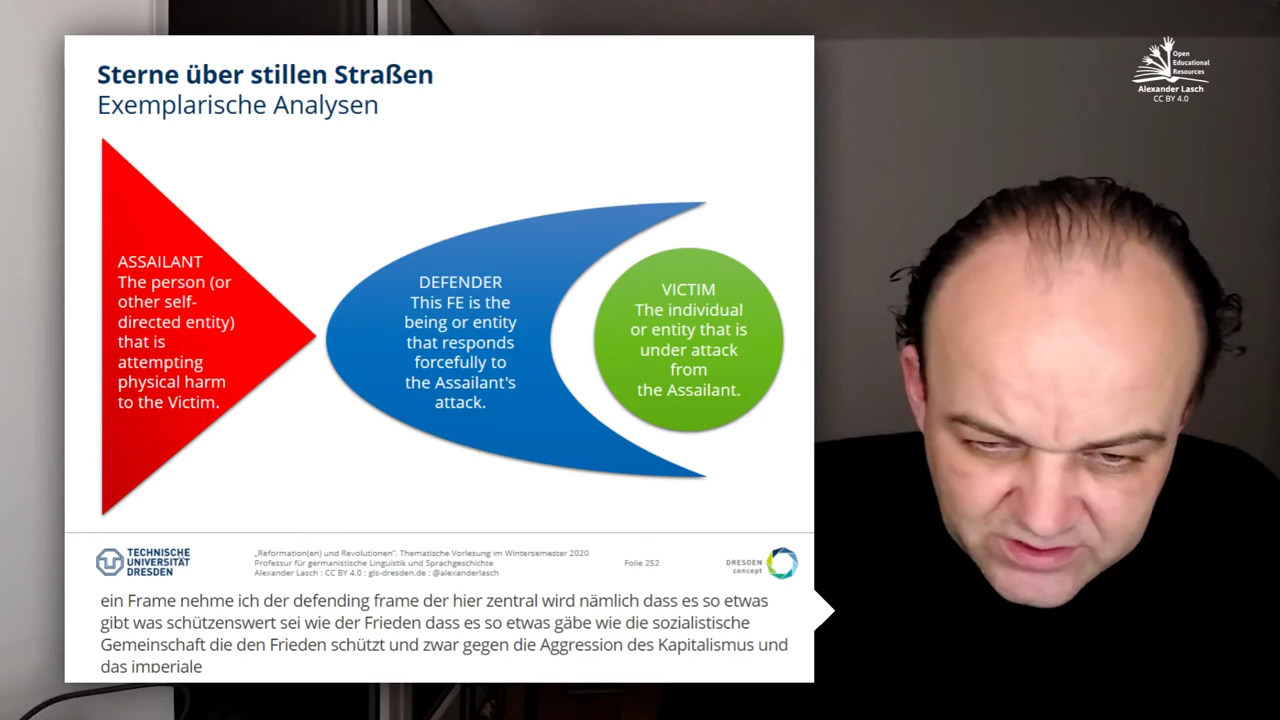 Sterne über stillen Straßen
Exemplarische Analysen
ASSAILANT
The person (or
other self-
directed entity)
that is
attempting
physical harm
to the Victim.
DEFENDER
This FE is the
being or entity
that responds
forcefully to
the Assailant's
attack.
VICTIM
The individual
or entity that is
under attack
from
the Assailant.
TECHNISCHE
UNIVERSITÄT
DRESDEN
„Reformation(en) und Revolutionen“. Thematische Vorlesung im Wintersemester 2020
Professur für germanistische Linguistik und Sprachgeschichte
Alexander Lasch : CC BY 4.0 : gls-dresden.de : @alexanderlasch
Folie 252
DRESDEN
concept
ein Frame nehme ich der defending frame der hier zentral wird nämlich dass es so etwas
gibt was schützenswert sei wie der Frieden dass es so etwas gäbe wie die sozialistische
Gemeinschaft die den Frieden schützt und zwar gegen die Aggression des Kapitalismus und
das imperiale
Open
Educational
Resources
Alexander Lasch
CC BY 4.0